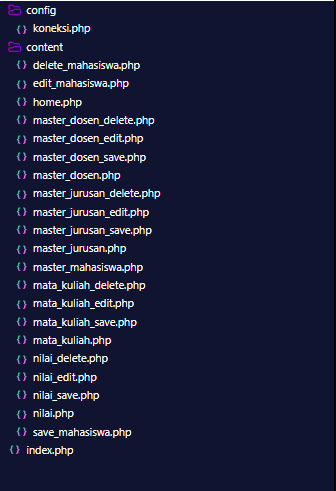 config
koneksi.php
content
delete_mahasiswa.php
edit_mahasiswa.php
home.php
master_dosen_delete.php
master_dosen_edit.php
master_dosen_save.php
master_dosen.php
master_jurusan_delete.php
master_jurusan_edit.php
master_jurusan_save.php
master_jurusan.php
master_mahasiswa.php
mata_kuliah_delete.php
mata_kuliah_edit.php
mata_kuliah_save.php
mata_kuliah.php
nilai_delete.php
nilai_edit.php
nilai_save.php
nilai.php
save_mahasiswa.php
index.php